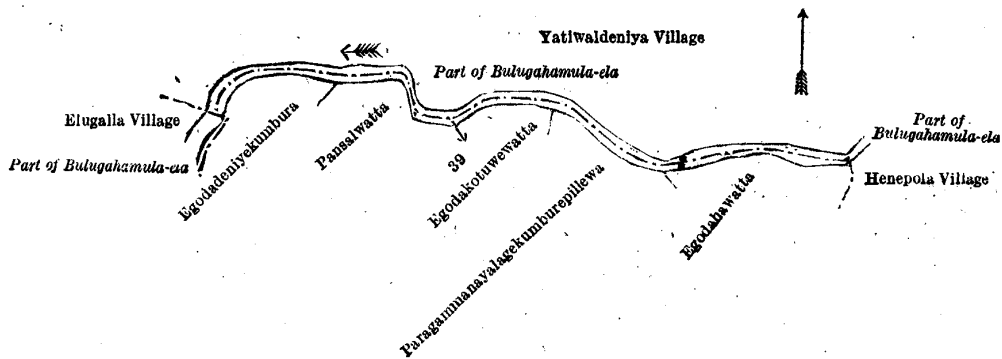 Yatiwaldeniya Village
Part of Bulugahamula-ela
Elugalla Village
Part of Bulugahamula-ela
Egodadeniyekumbura
Pansalwatta
39
Egodakotuwewatta
Paragammanayalagekumburepillewa
Egodahawatta
Part of
Bulugahamula-ela
Henepola Village